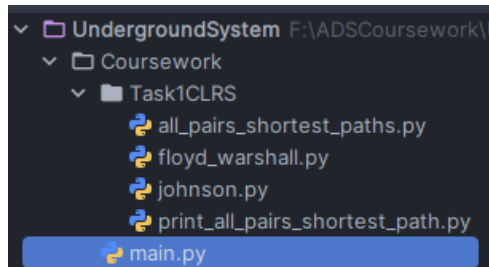 UndergroundSystem F:\ADSCoursework\
Coursework
Task1CLRS
all_pairs_shortest_paths.py
floyd_warshall.py
johnson.py
print_all_pairs_shortest_path.py
main.py